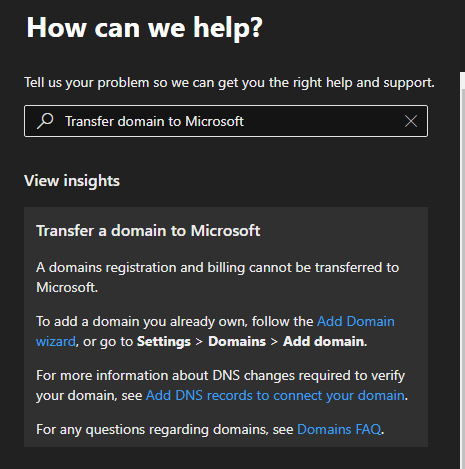 How can we help?
Tell us your problem so we can get you the right help and support.
Transfer domain to Microsoft
View insights
Transfer a domain to Microsoft
A domains registration and billing cannot be transferred to
Microsoft.
To add a domain you already own, follow the Add Domain
wizard, or go to Settings > Domains > Add domain.
For more information about DNS changes required to verify
your domain, see Add DNS records to connect your domain.
For any questions regarding domains, see Domains FAQ.